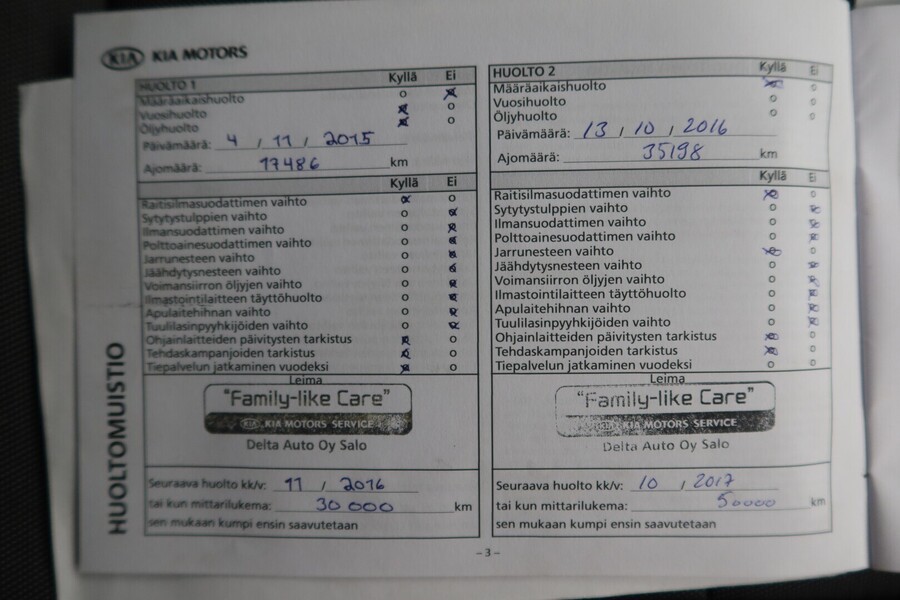 KIA KIA MOTORS
HUOLTOMUISTIO
HUOLTO 1 Kyllä Ei
Määräaikaishuolto
Vuosihuolto
Öljyhuolto
Päivämäärä: 4 / 11 / 2015
Ajomäärä: 17486 km
Kyllä Ei
Raitisilmasuodattimen vaihto
Sytytystulppien vaihto
Ilmansuodattimen vaihto
Polttoainesuodattimen vaihto
Jarrunesteen vaihto
Jäähdytysnesteen vaihto
Voimansiirron öljyjen vaihto
Ilmastointilaitteen täyttöhuolto
Apulaitehihnan vaihto
Tuulilasinpyyhkijöiden vaihto
Ohjainlaitteiden päivitysten tarkistus
Tehdaskampanjoiden tarkistus
Tiepalvelun jatkaminen vuodeksi
Leima
"Family-like Care"
KIA KIA MOTORS SERVICE
Delta Auto Oy Salo
Seuraava huolto kk/v: 11 / 2016
tai kun mittarilukema: 30 000 km
sen mukaan kumpi ensin saavutetaan
HUOLTO 2 Kyllä Ei
Määräaikaishuolto
Vuosihuolto
Öljyhuolto
Päivämäärä: 13 / 10 / 2016
Ajomäärä: 35198 km
Kyllä Ei
Raitisilmasuodattimen vaihto
Sytytystulppien vaihto
Ilmansuodattimen vaihto
Polttoainesuodattimen vaihto
Jarrunesteen vaihto
Jäähdytysnesteen vaihto
Voimansiirron öljyjen vaihto
Ilmastointilaitteen täyttöhuolto
Apulaitehihnan vaihto
Tuulilasinpyyhkijöiden vaihto
Ohjainlaitteiden päivitysten tarkistus
Tehdaskampanjoiden tarkistus
Tiepalvelun jatkaminen vuodeksi
Leima
"Family-like Care"
KIA KIA MOTORS SERVICE
Delta Auto Oy Salo
Seuraava huolto kk/v: 10 / 2017
tai kun mittarilukema: 50000 km
sen mukaan kumpi ensin saavutetaan
- 3 -